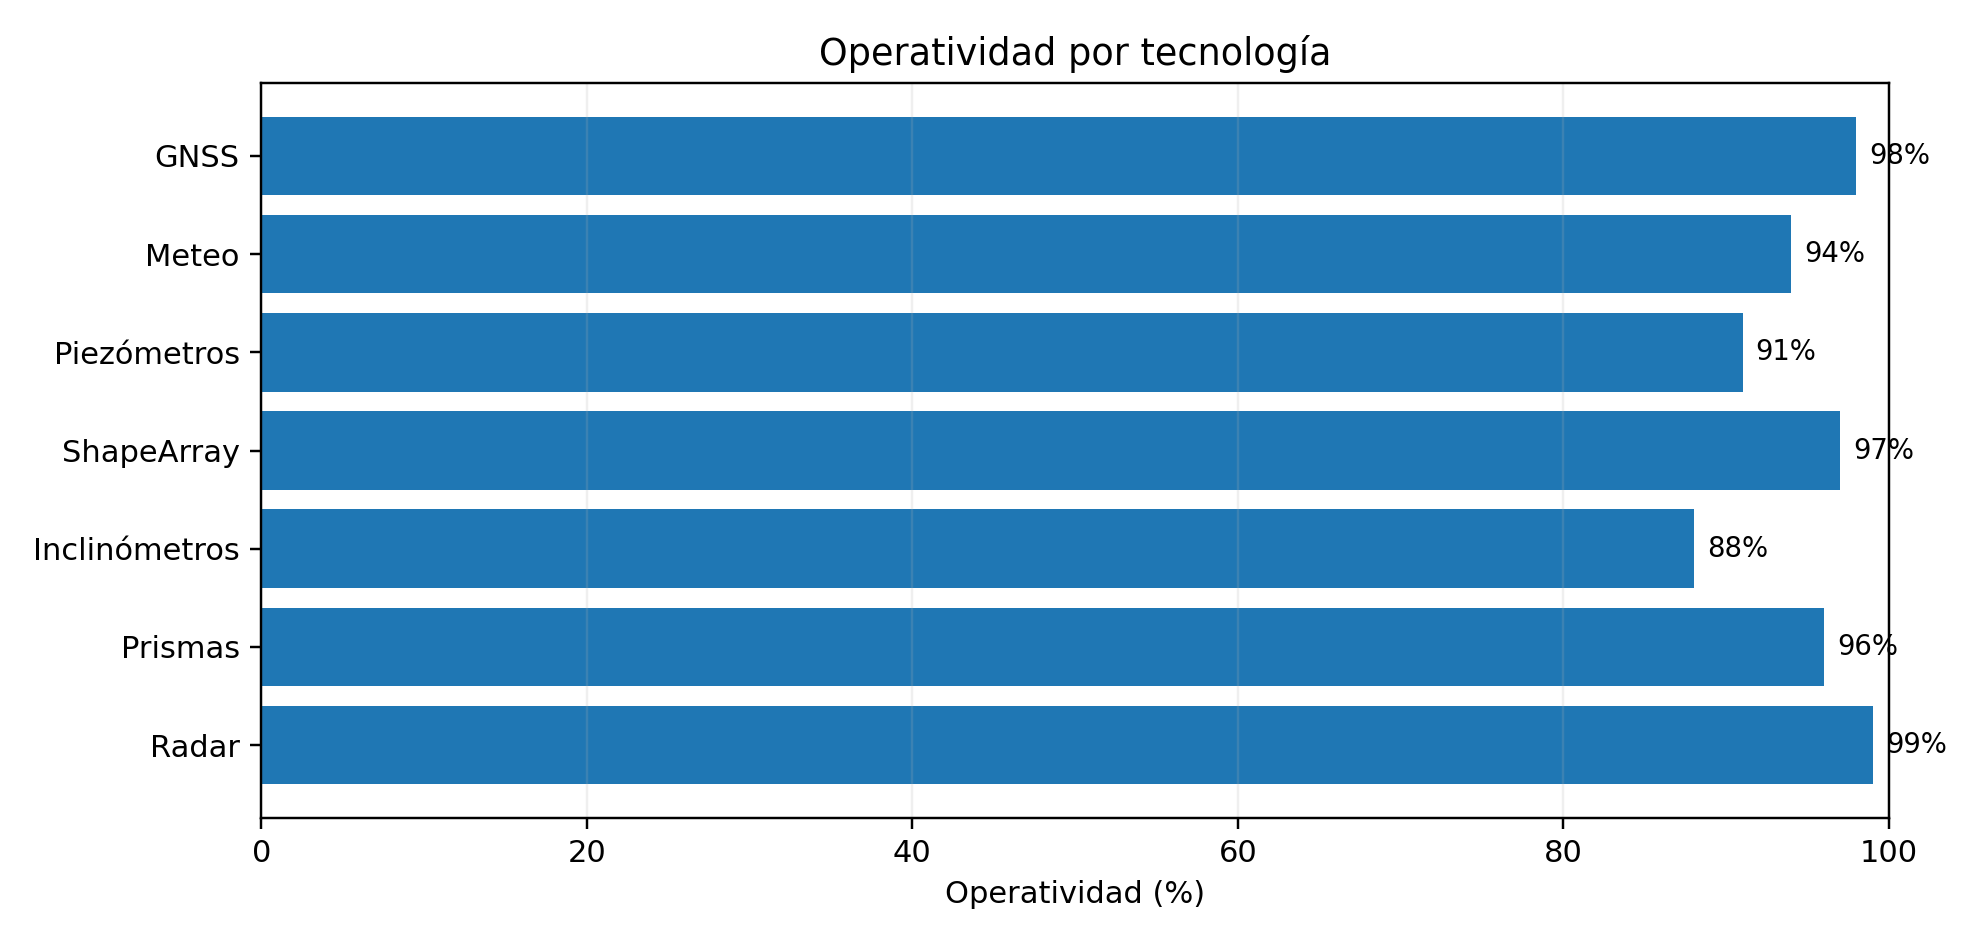 Operatividad por tecnología
GNSS 98%
Meteo 94%
Piezómetros 91%
ShapeArray 97%
Inclinómetros 88%
Prismas 96%
Radar 99%
0 20 40 60 80 100
Operatividad (%)